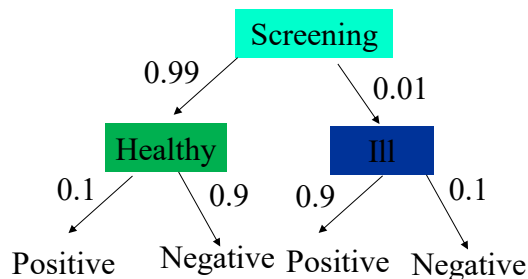 Screening
0.99
0.01
Healthy
Ill
0.1
0.9
0.9
0.1
Positive
Negative
Positive
Negative